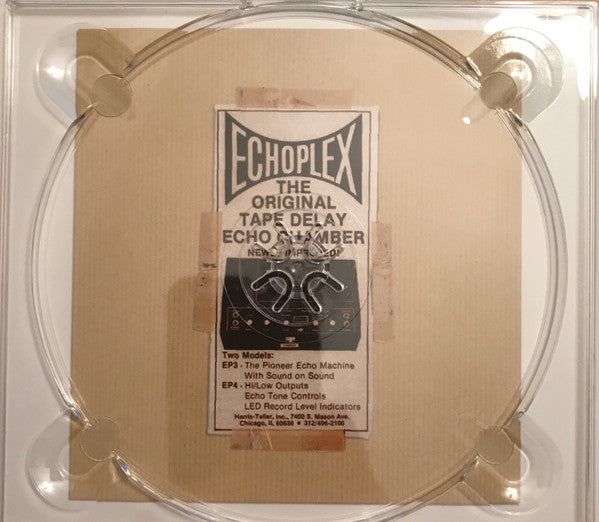 ECHOPLEX
THE
ORIGINAL
TAPE DELAY
ECHO CHAMBER
NEWLY IMPROVED!
Two Models:
EP3 - The Pioneer Echo Machine
With Sound on Sound
EP4 - Hi/Low Outputs
Echo Tone Controls
LED Record Level Indicators
Harris-Teller, Inc., 7400 S. Mason Ave.
Chicago, IL 60638 • 312/496-2100